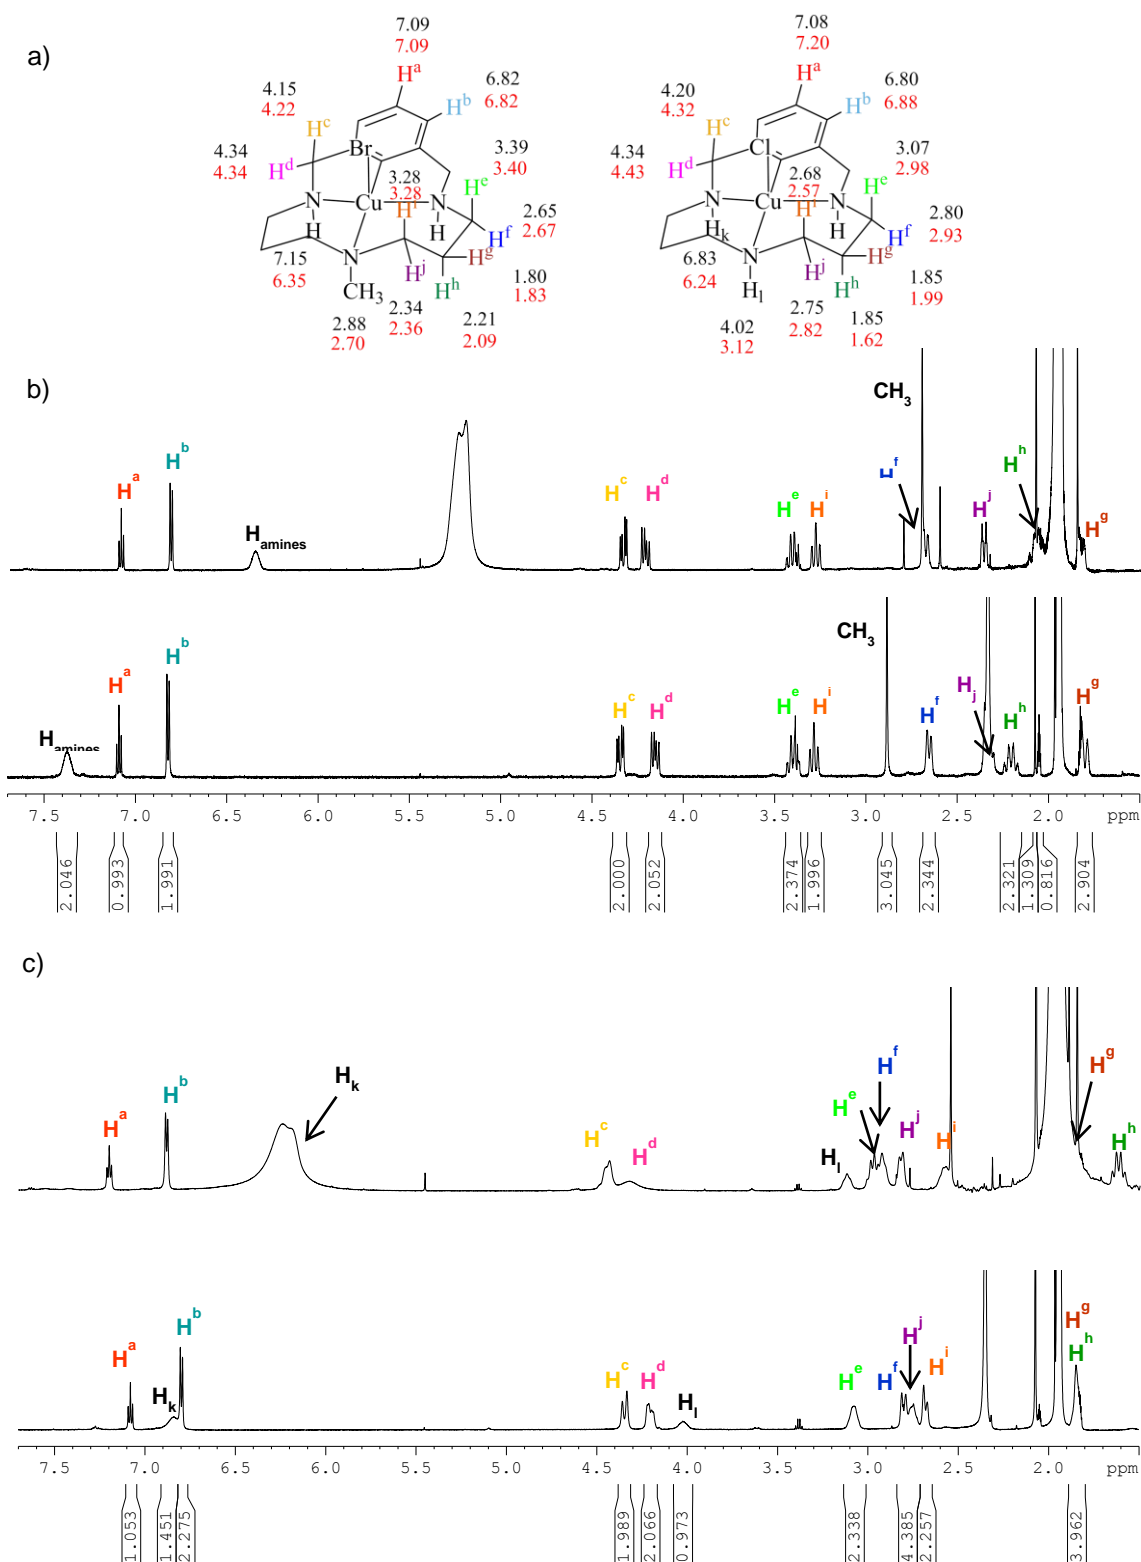 a)
7.09
7.09
H^a
4.15
4.22
6.82
6.82
H^b
H^c
Br
4.34
4.34
H^d
3.39
3.40
3.28
3.28
H^e
N
Cu
N
H
H^i
H
2.65
2.67
H^f
7.15
6.35
N
H^j
H^g
H^h
1.80
1.83
CH3
2.34
2.36
2.88
2.70
2.21
2.09
7.08
7.20
H^a
4.20
4.32
6.80
6.88
H^b
H^c
Cl
4.34
4.43
H^d
3.07
2.98
2.68
2.57
H^e
N
Cu
N
H_k
H^i
H
2.80
2.93
H^f
6.83
6.24
N
H^j
H^g
H^h
1.85
1.99
H_l
2.75
2.82
4.02
3.12
1.85
1.62
b)
H^a H^b H_amines H^c H^d H^e H^i H^f CH3 H^j H^h H^g
H_amines H^a H^b H^c H^d H^e H^i CH3 H^f H_j H^h H^g
7.5 7.0 6.5 6.0 5.5 5.0 4.5 4.0 3.5 3.0 2.5 2.0 ppm
2.046 0.993 1.991 2.000 2.052 2.374 1.996 3.045 2.344 2.321 1.309 0.816 2.904
c)
H^a H^b H_k H^c H^d H_l H^e H^f H^j H^i H^g H^h
H^a H_k H^b H^c H^d H_l H^e H^f H^j H^i H^g H^h
7.5 7.0 6.5 6.0 5.5 5.0 4.5 4.0 3.5 3.0 2.5 2.0 ppm
1.053 1.451 2.275 1.989 2.066 0.973 2.338 4.385 2.257 3.962